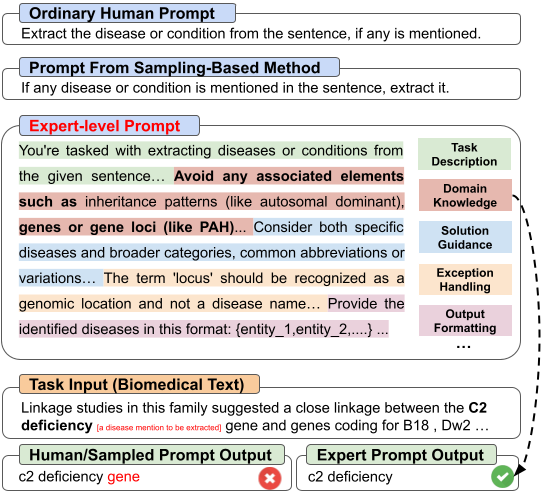 Ordinary Human Prompt
Extract the disease or condition from the sentence, if any is mentioned.
Prompt From Sampling-Based Method
If any disease or condition is mentioned in the sentence, extract it.
Expert-level Prompt
You're tasked with extracting diseases or conditions from
the given sentence… Avoid any associated elements
such as inheritance patterns (like autosomal dominant),
genes or gene loci (like PAH)... Consider both specific
diseases and broader categories, common abbreviations or
variations… The term 'locus' should be recognized as a
genomic location and not a disease name… Provide the
identified diseases in this format: {entity_1,entity_2,....} ...
Task
Description
Domain
Knowledge
Solution
Guidance
Exception
Handling
Output
Formatting
...
Task Input (Biomedical Text)
Linkage studies in this family suggested a close linkage between the C2
deficiency [a disease mention to be extracted] gene and genes coding for B18 , Dw2 …
Human/Sampled Prompt Output
c2 deficiency gene
Expert Prompt Output
c2 deficiency